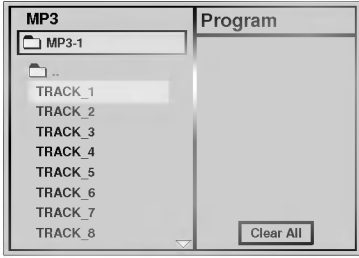 MP3
Program
MP3-1
..
TRACK_1
TRACK_2
TRACK_3
TRACK_4
TRACK_5
TRACK_6
TRACK_7
TRACK_8
Clear All